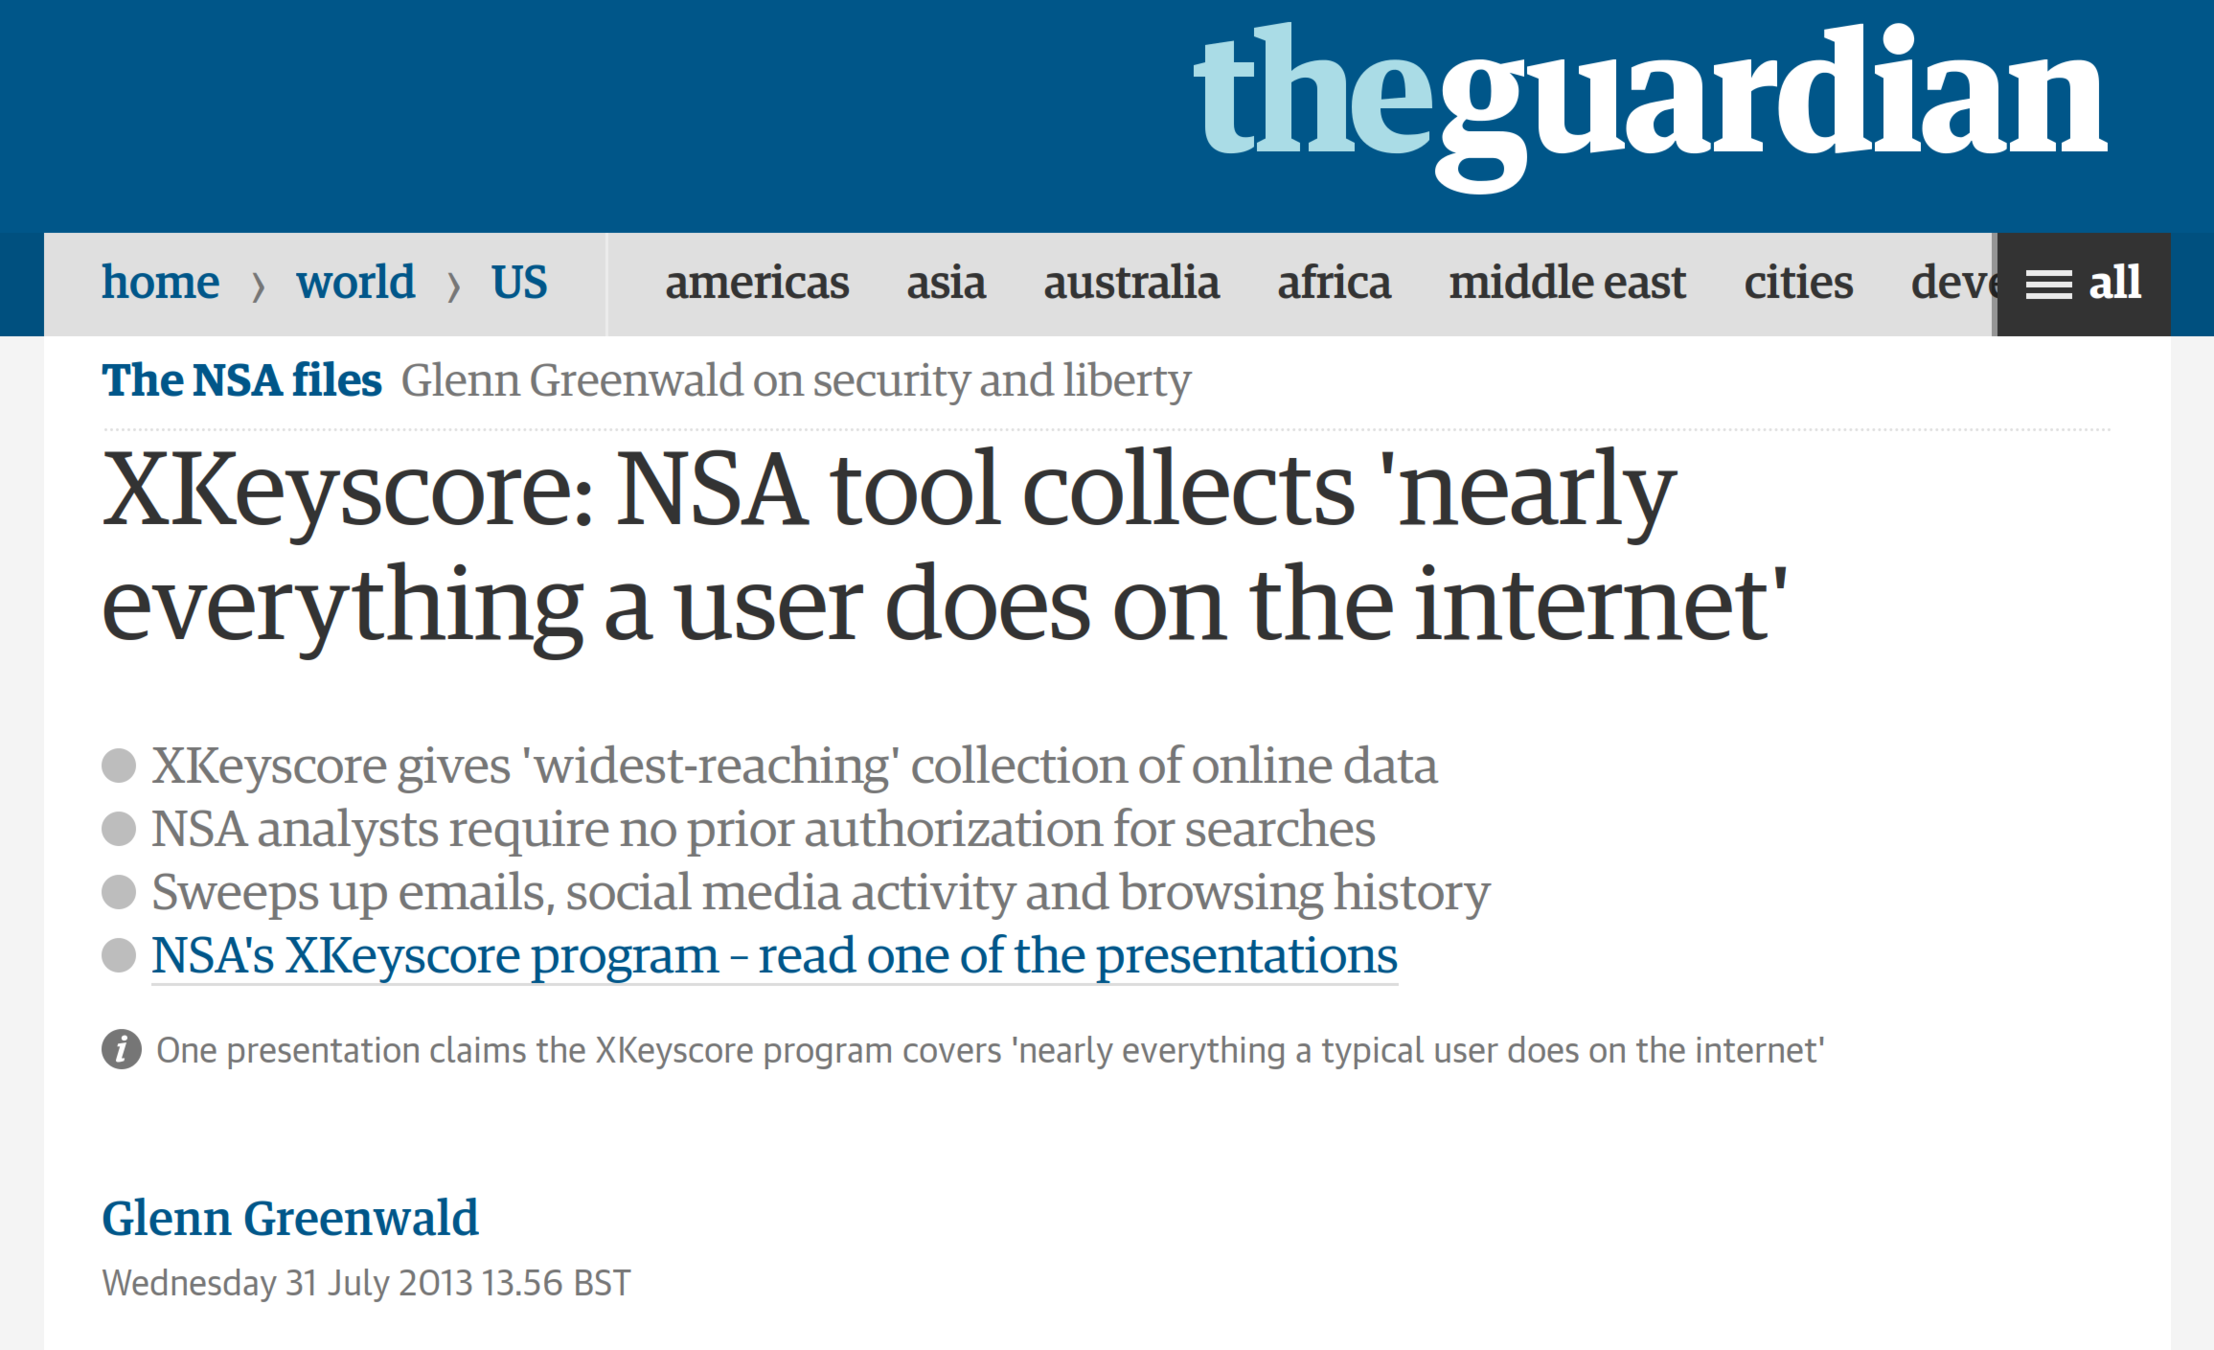 theguardian
home › world › US americas asia australia africa middle east cities deve all
The NSA files Glenn Greenwald on security and liberty
XKeyscore: NSA tool collects 'nearly
everything a user does on the internet'
XKeyscore gives 'widest-reaching' collection of online data
NSA analysts require no prior authorization for searches
Sweeps up emails, social media activity and browsing history
NSA's XKeyscore program – read one of the presentations
i One presentation claims the XKeyscore program covers 'nearly everything a typical user does on the internet'
Glenn Greenwald
Wednesday 31 July 2013 13.56 BST